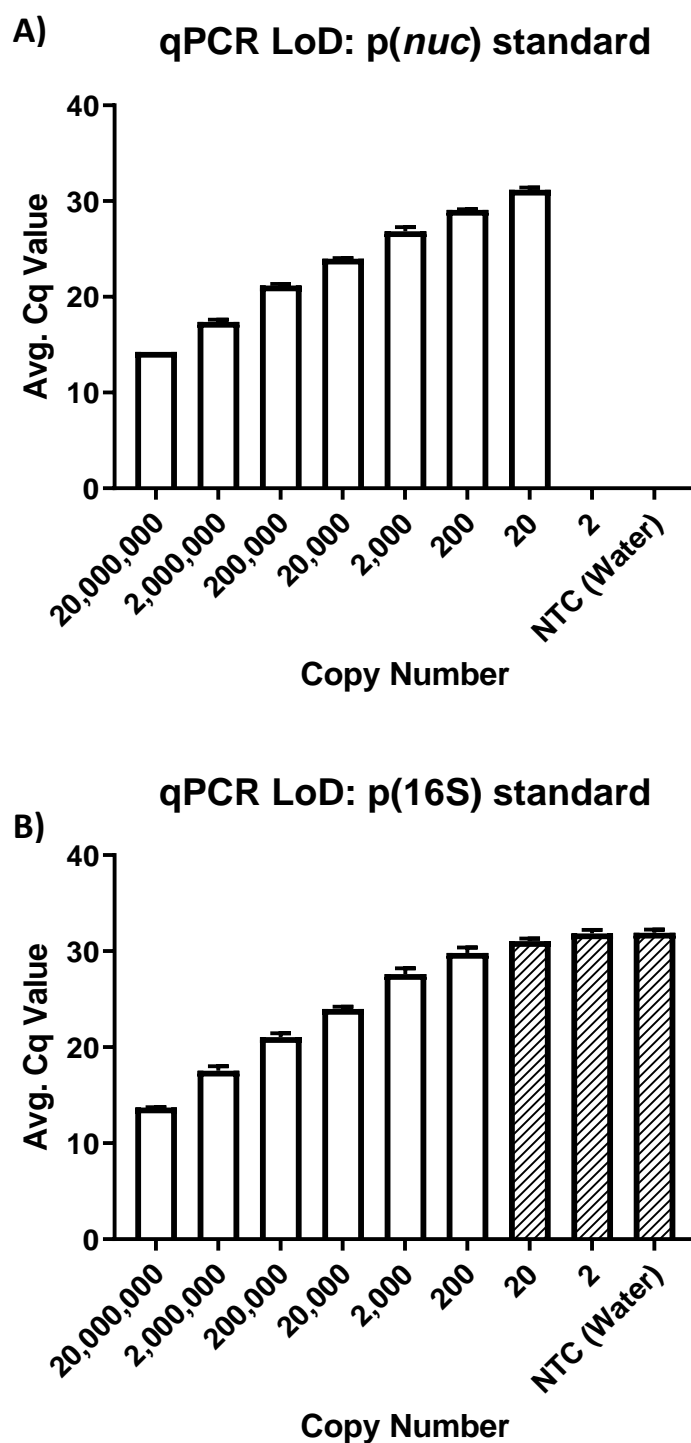 A)
qPCR LoD: p(nuc) standard
40
30
20
10
0
Avg. Cq Value
20,000,000
2,000,000
200,000
20,000
2,000
200
20
2
NTC (Water)
Copy Number
qPCR LoD: p(16S) standard
B)
40
30
20
10
0
Avg. Cq Value
20,000,000
2,000,000
200,000
20,000
2,000
200
20
2
NTC (Water)
Copy Number